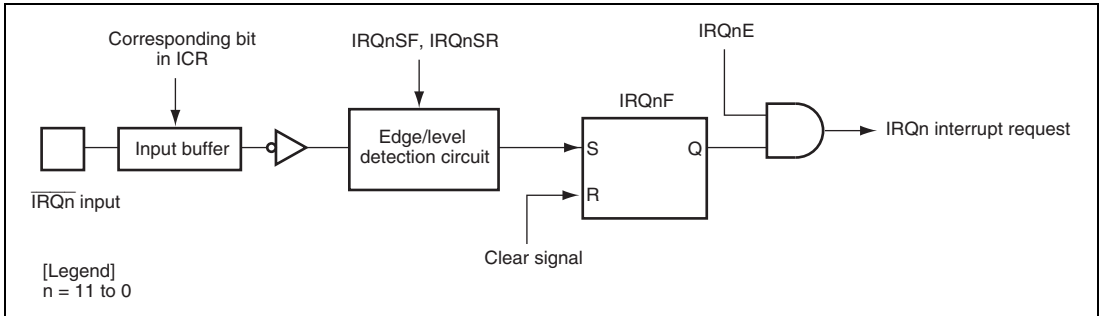 Corresponding bit
in ICR
IRQnSF, IRQnSR
IRQnE
IRQnF
Input buffer
Edge/level
detection circuit
S
Q
R
IRQn interrupt request
I̅R̅Q̅n̅ input
Clear signal
[Legend]
n = 11 to 0